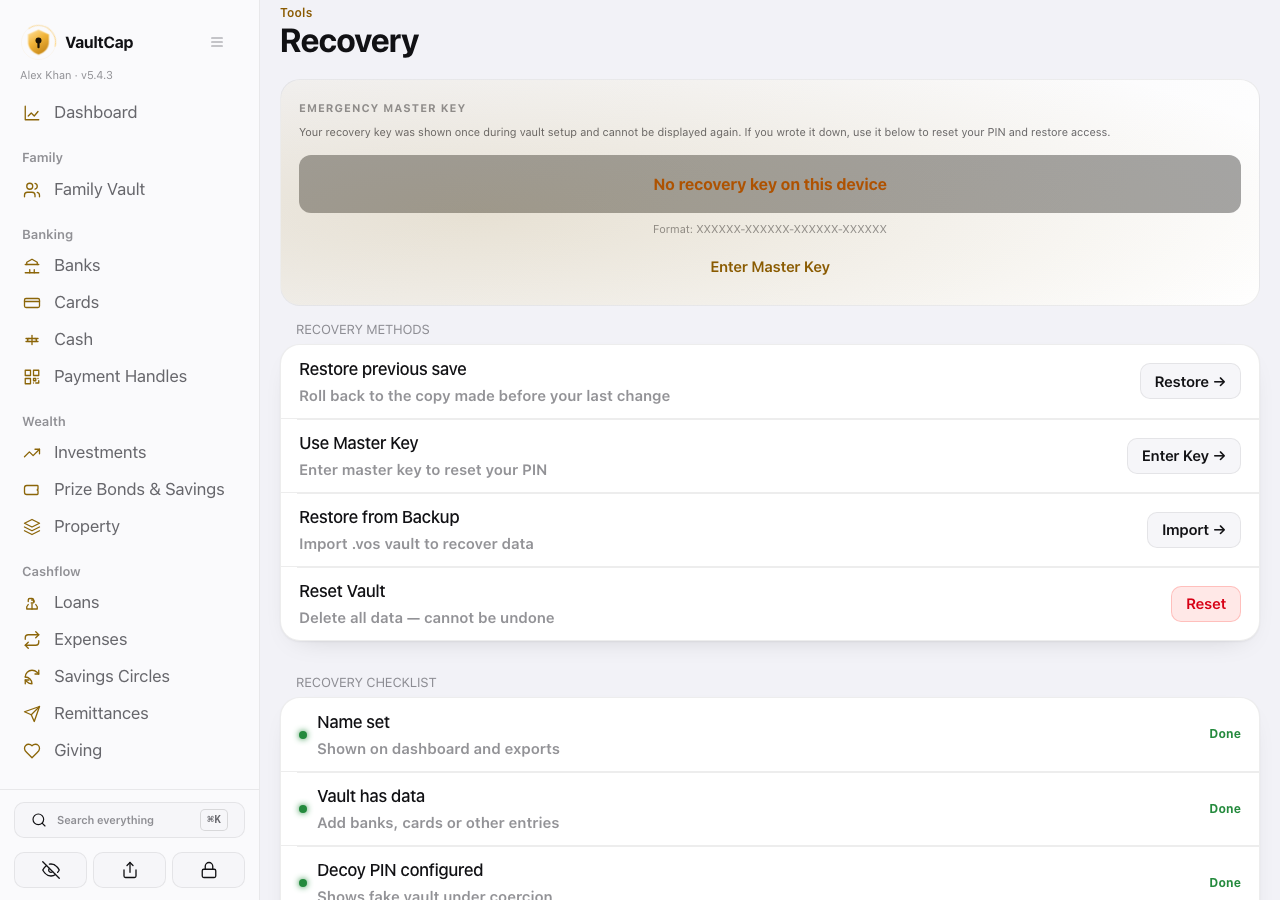 VaultCap
Alex Khan · v5.4.3
Dashboard
Family
Family Vault
Banking
Banks
Cards
Cash
Payment Handles
Wealth
Investments
Prize Bonds & Savings
Property
Cashflow
Loans
Expenses
Savings Circles
Remittances
Giving
Search everything
⌘K
Tools
Recovery
EMERGENCY MASTER KEY
Your recovery key was shown once during vault setup and cannot be displayed again. If you wrote it down, use it below to reset your PIN and restore access.
No recovery key on this device
Format: XXXXXX-XXXXXX-XXXXXX-XXXXXX
Enter Master Key
RECOVERY METHODS
Restore previous save
Roll back to the copy made before your last change
Restore →
Use Master Key
Enter master key to reset your PIN
Enter Key →
Restore from Backup
Import .vos vault to recover data
Import →
Reset Vault
Delete all data — cannot be undone
Reset
RECOVERY CHECKLIST
Name set
Shown on dashboard and exports
Done
Vault has data
Add banks, cards or other entries
Done
Decoy PIN configured
Shows fake vault under coercion
Done